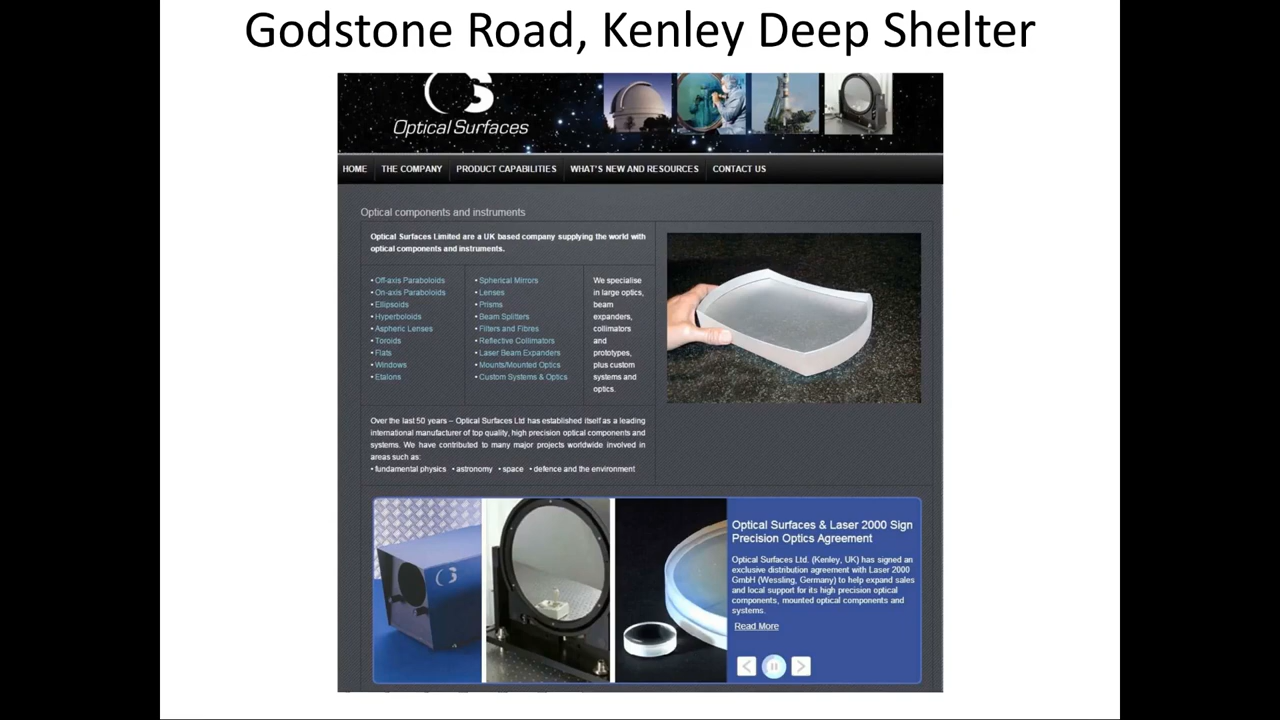 Godstone Road, Kenley Deep Shelter
OS
Optical Surfaces
HOME THE COMPANY PRODUCT CAPABILITIES WHAT'S NEW AND RESOURCES CONTACT US
Optical components and instruments
Optical Surfaces Limited are a UK based company supplying the world with
optical components and instruments.
• Off-axis Paraboloids
• On-axis Paraboloids
• Ellipsoids
• Hyperboloids
• Aspheric Lenses
• Toroids
• Flats
• Windows
• Etalons
• Spherical Mirrors
• Lenses
• Prisms
• Beam Splitters
• Filters and Fibres
• Reflective Collimators
• Laser Beam Expanders
• Mounts/Mounted Optics
• Custom Systems & Optics
We specialise
in large optics,
beam
expanders,
collimators
and
prototypes,
plus custom
systems and
optics.
Over the last 50 years – Optical Surfaces Ltd has established itself as a leading
international manufacturer of top quality, high precision optical components and
systems. We have contributed to many major projects worldwide involved in
areas such as:
• fundamental physics • astronomy • space • defence and the environment
Optical Surfaces & Laser 2000 Sign
Precision Optics Agreement
Optical Surfaces Ltd. (Kenley, UK) has signed an
exclusive distribution agreement with Laser 2000
GmbH (Wessling, Germany) to help expand sales
and local support for its high precision optical
components, mounted optical components and
systems.
Read More